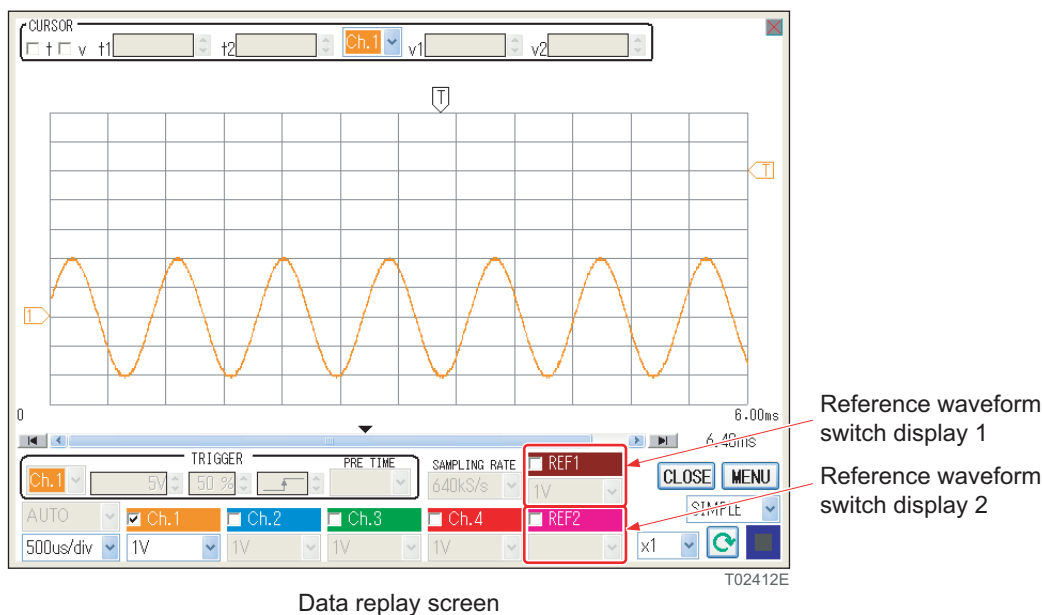 CURSOR
t v t1 t2 Ch.1 v1 v2
T
T
1
0 6.00ms
6.48ms
TRIGGER PRE TIME SAMPLING RATE REF1
Ch.1 5V 50 % 640kS/s 1V CLOSE MENU
AUTO Ch.1 Ch.2 Ch.3 Ch.4 REF2 SIMPLE
500us/div 1V 1V 1V 1V x1
Reference waveform
switch display 1
Reference waveform
switch display 2
T02412E
Data replay screen